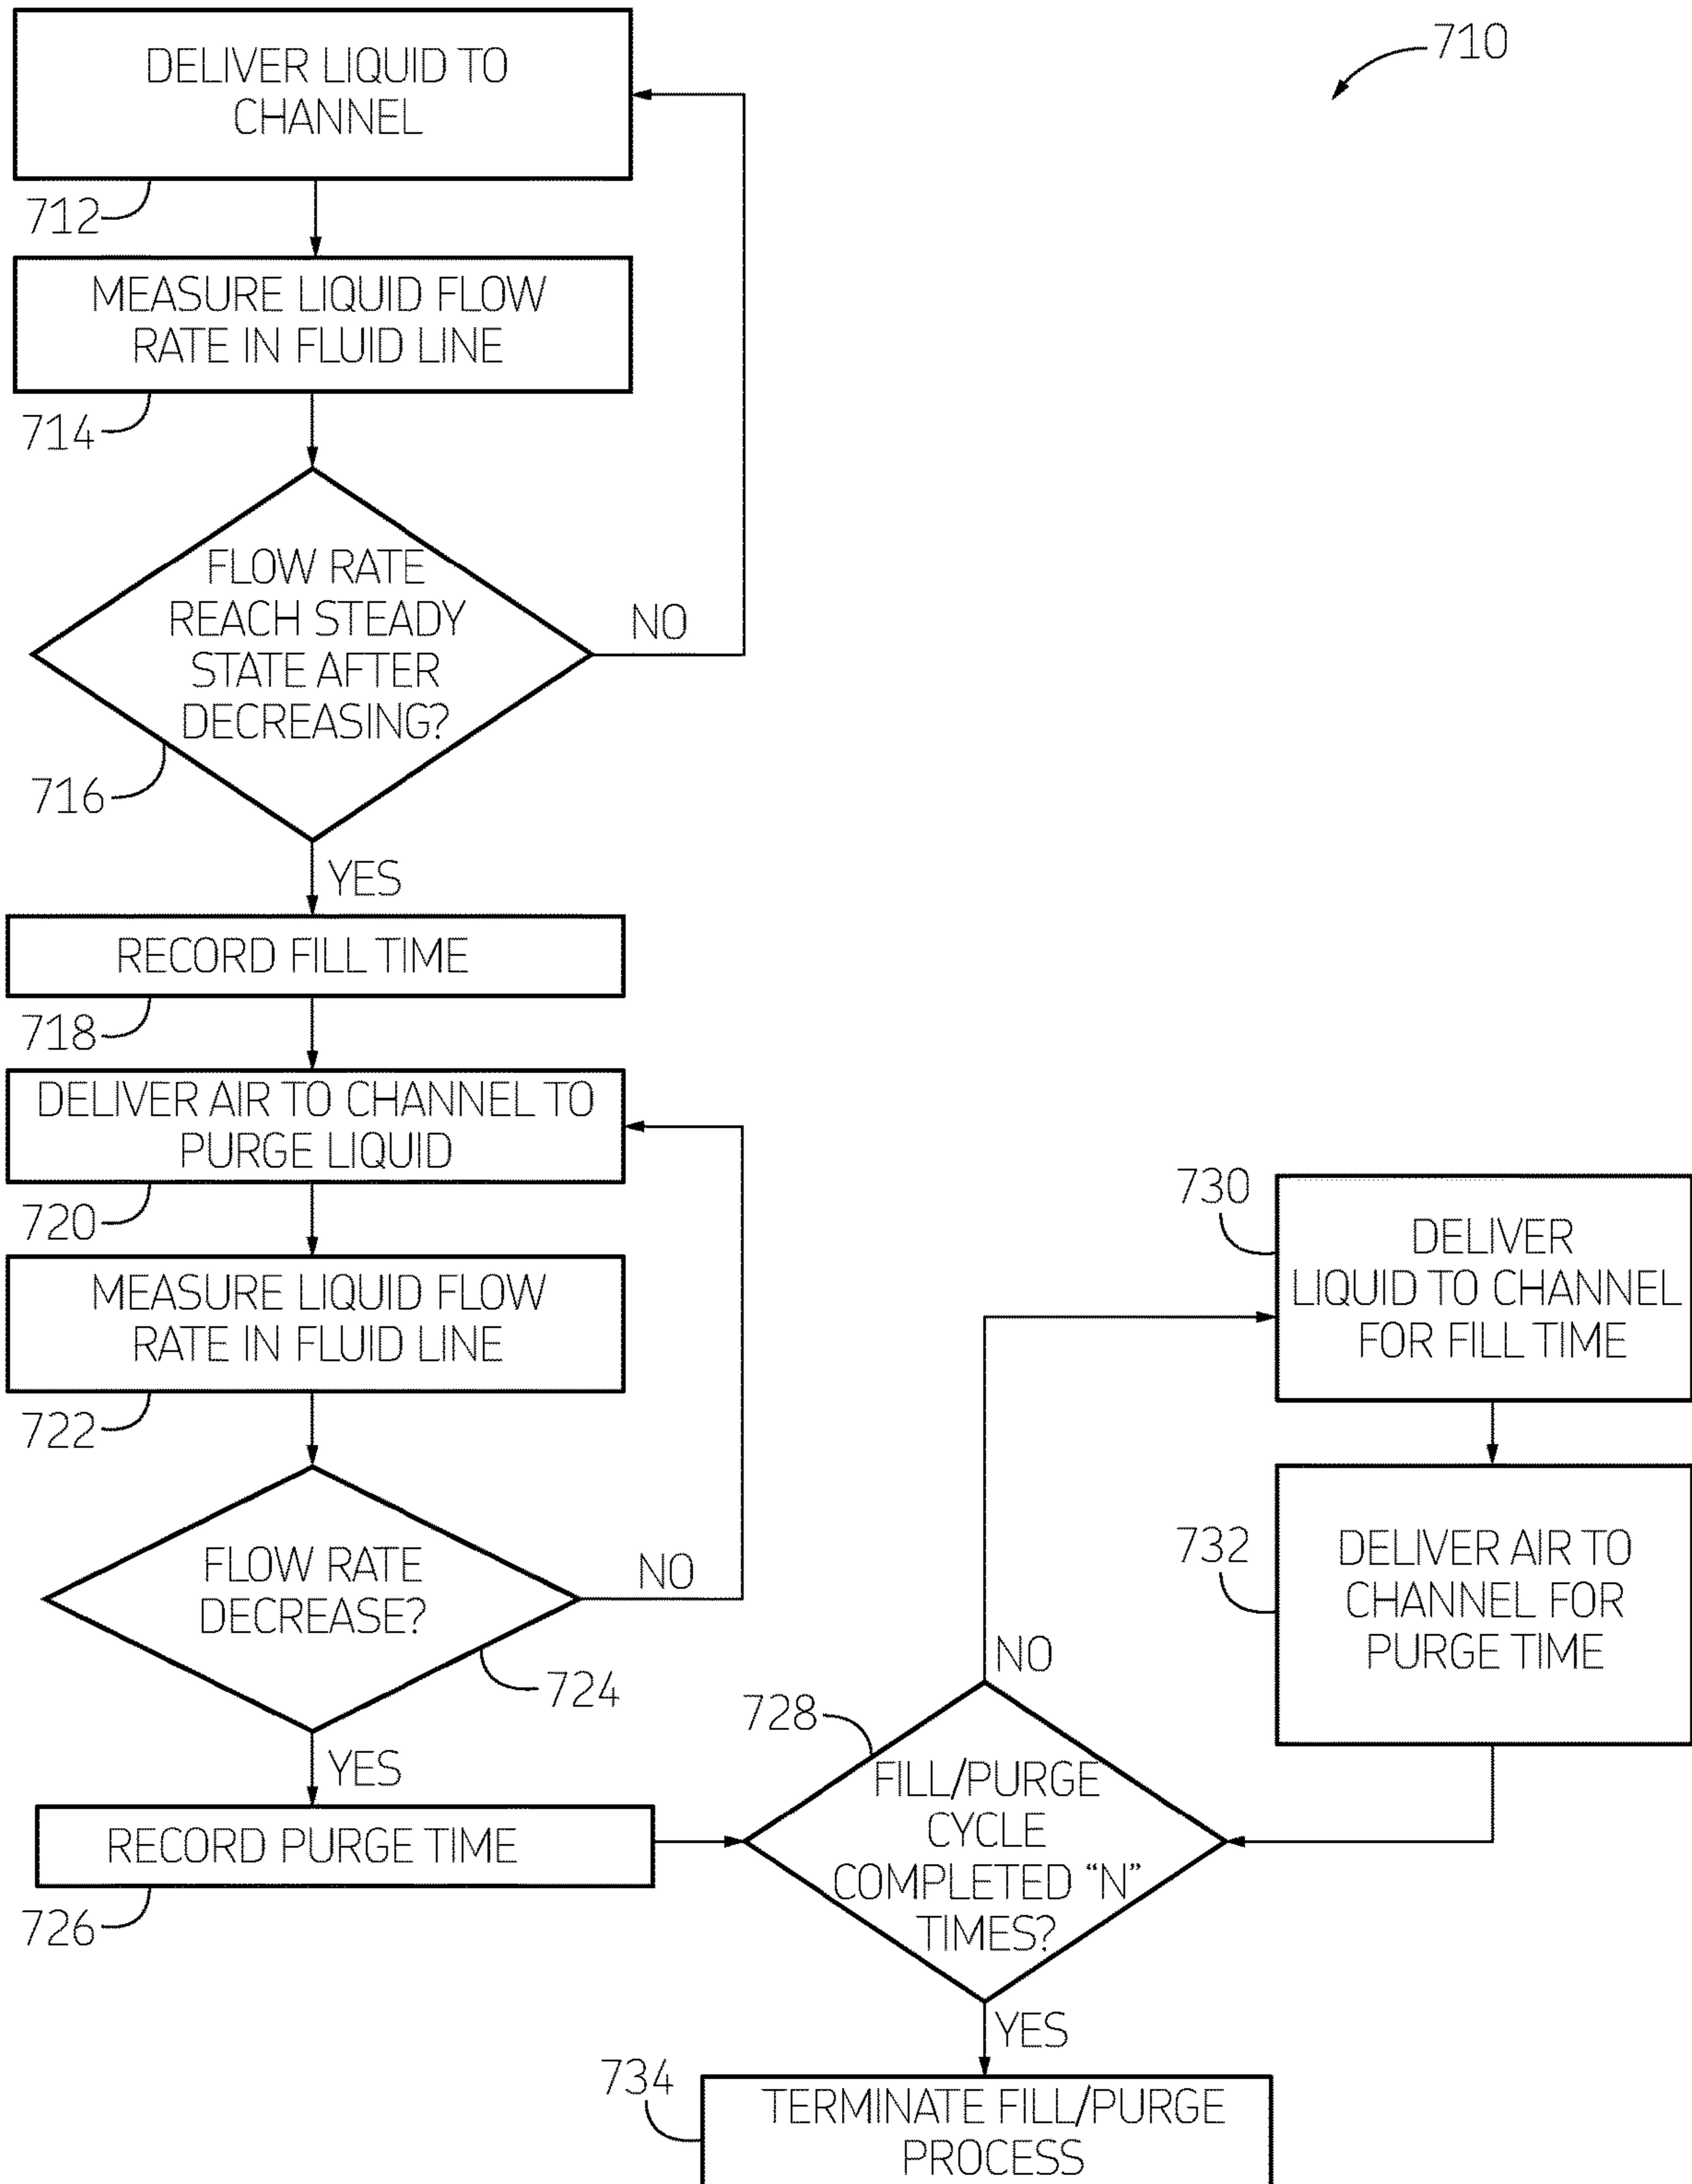 710
DELIVER LIQUID TO
CHANNEL
712
MEASURE LIQUID FLOW
RATE IN FLUID LINE
714
FLOW RATE
REACH STEADY
STATE AFTER
DECREASING?
NO
716
YES
RECORD FILL TIME
718
DELIVER AIR TO CHANNEL TO
PURGE LIQUID
720
MEASURE LIQUID FLOW
RATE IN FLUID LINE
722
FLOW RATE
DECREASE?
NO
724
YES
RECORD PURGE TIME
726
728
FILL/PURGE
CYCLE
COMPLETED “N”
TIMES?
NO
730
DELIVER
LIQUID TO CHANNEL
FOR FILL TIME
732
DELIVER AIR TO
CHANNEL FOR
PURGE TIME
YES
734
TERMINATE FILL/PURGE
PROCESS